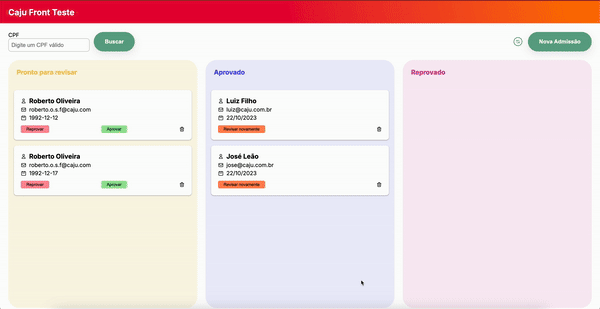 Caju Front Teste
CPF
Digite um CPF válido
Buscar
Nova Admissão
Pronto para revisar
Roberto Oliveira
roberto.o.s.f@caju.com
1992-12-12
Reprovar
Aprovar
Roberto Oliveira
roberto.o.s.f@caju.com
1992-12-17
Reprovar
Aprovar
Aprovado
Luiz Filho
luiz@caju.com.br
22/10/2023
Revisar novamente
José Leão
jose@caju.com.br
22/10/2023
Revisar novamente
Reprovado